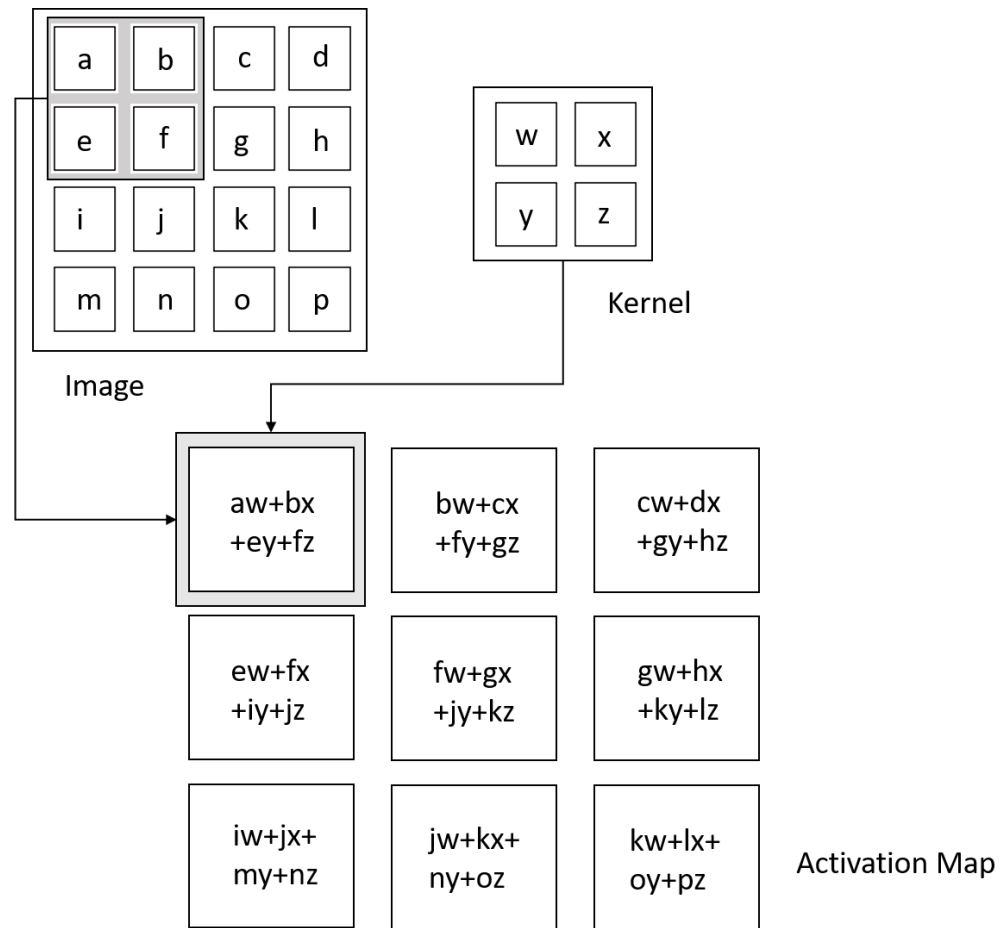 a b c d
w x
e f g h
y z
i j k l
m n o p
Kernel
Image
aw+bx
+ey+fz
bw+cx
+fy+gz
cw+dx
+gy+hz
ew+fx
+iy+jz
fw+gx
+jy+kz
gw+hx
+ky+lz
iw+jx+
my+nz
jw+kx+
ny+oz
kw+lx+
oy+pz
Activation Map